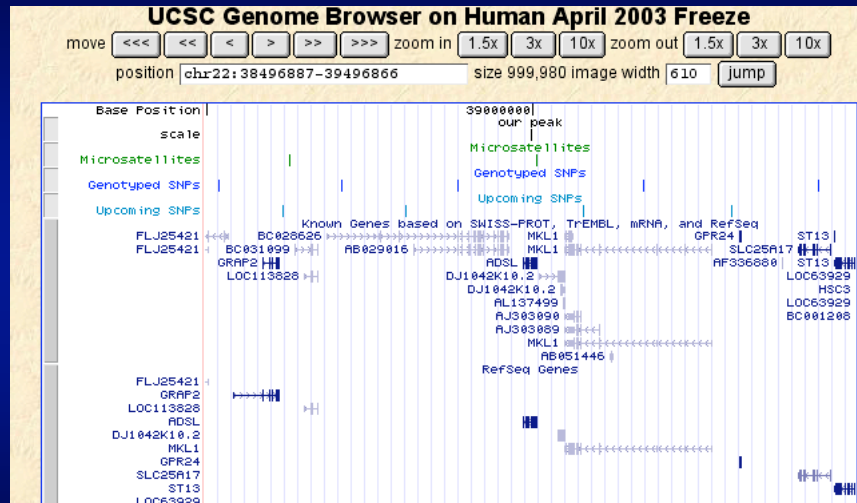 UCSC Genome Browser on Human April 2003 Freeze
move <<< << < > >> >>> zoom in 1.5x 3x 10x zoom out 1.5x 3x 10x
position chr22:38496887-39496866 size 999,980 image width 610 jump
Base Position 39000000
our peak
scale
Microsatellites
Microsatellites
Genotyped SNPs
Genotyped SNPs
Upcoming SNPs
Upcoming SNPs
Known Genes based on SWISS-PROT, TrEMBL, mRNA, and RefSeq
FLJ25421 BC028626 MKL1 GPR24 ST13
FLJ25421 BC031099 AB029016 MKL1 SLC25A17
GRAP2 ADSL AF336880 ST13
LOC113828 DJ1042K10.2 LOC63929
DJ1042K10.2 HSC3
AL137499 LOC63929
AJ303090 BC001208
AJ303089
MKL1
AB051446
RefSeq Genes
FLJ25421
GRAP2
LOC113828
ADSL
DJ1042K10.2
MKL1
GPR24
SLC25A17
ST13
LOC63929